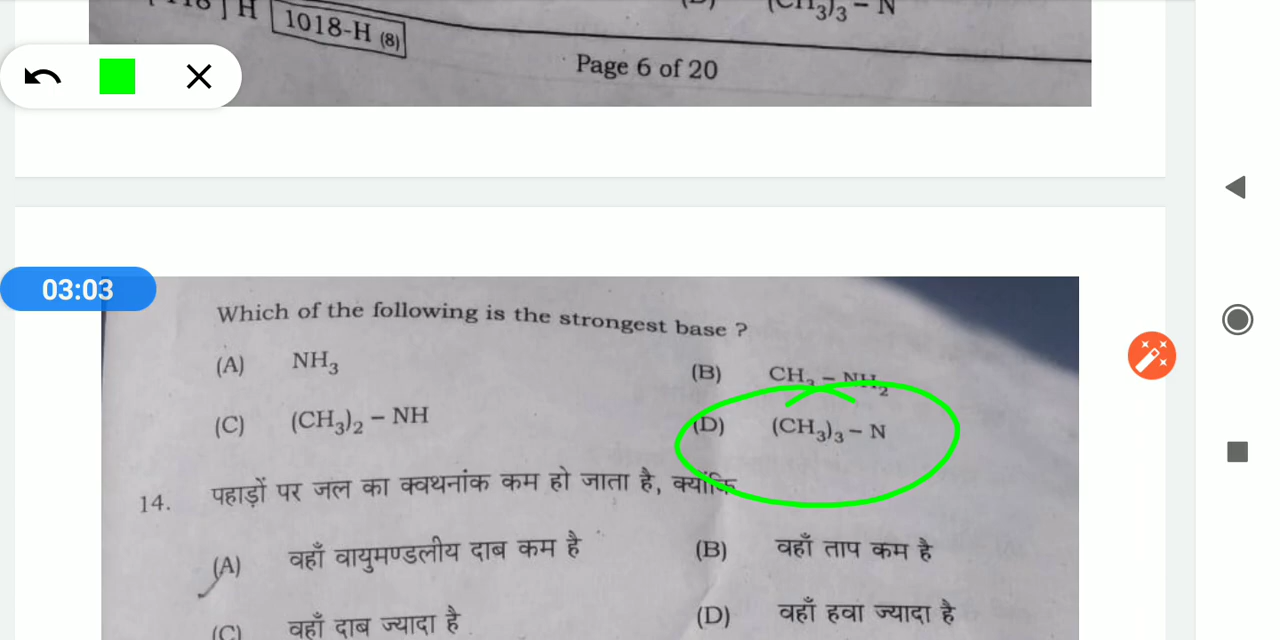 (CH₃)₃ – N
H 1018-H (8)
Page 6 of 20
03:03
Which of the following is the strongest base ?
(A) NH₃ (B) CH₃ – NH₂
(C) (CH₃)₂ – NH (D) (CH₃)₃ – N
14. पहाड़ों पर जल का क्वथनांक कम हो जाता है, क्योंकि
(A) वहाँ वायुमण्डलीय दाब कम है (B) वहाँ ताप कम है
(C) वहाँ दाब ज्यादा है (D) वहाँ हवा ज्यादा है